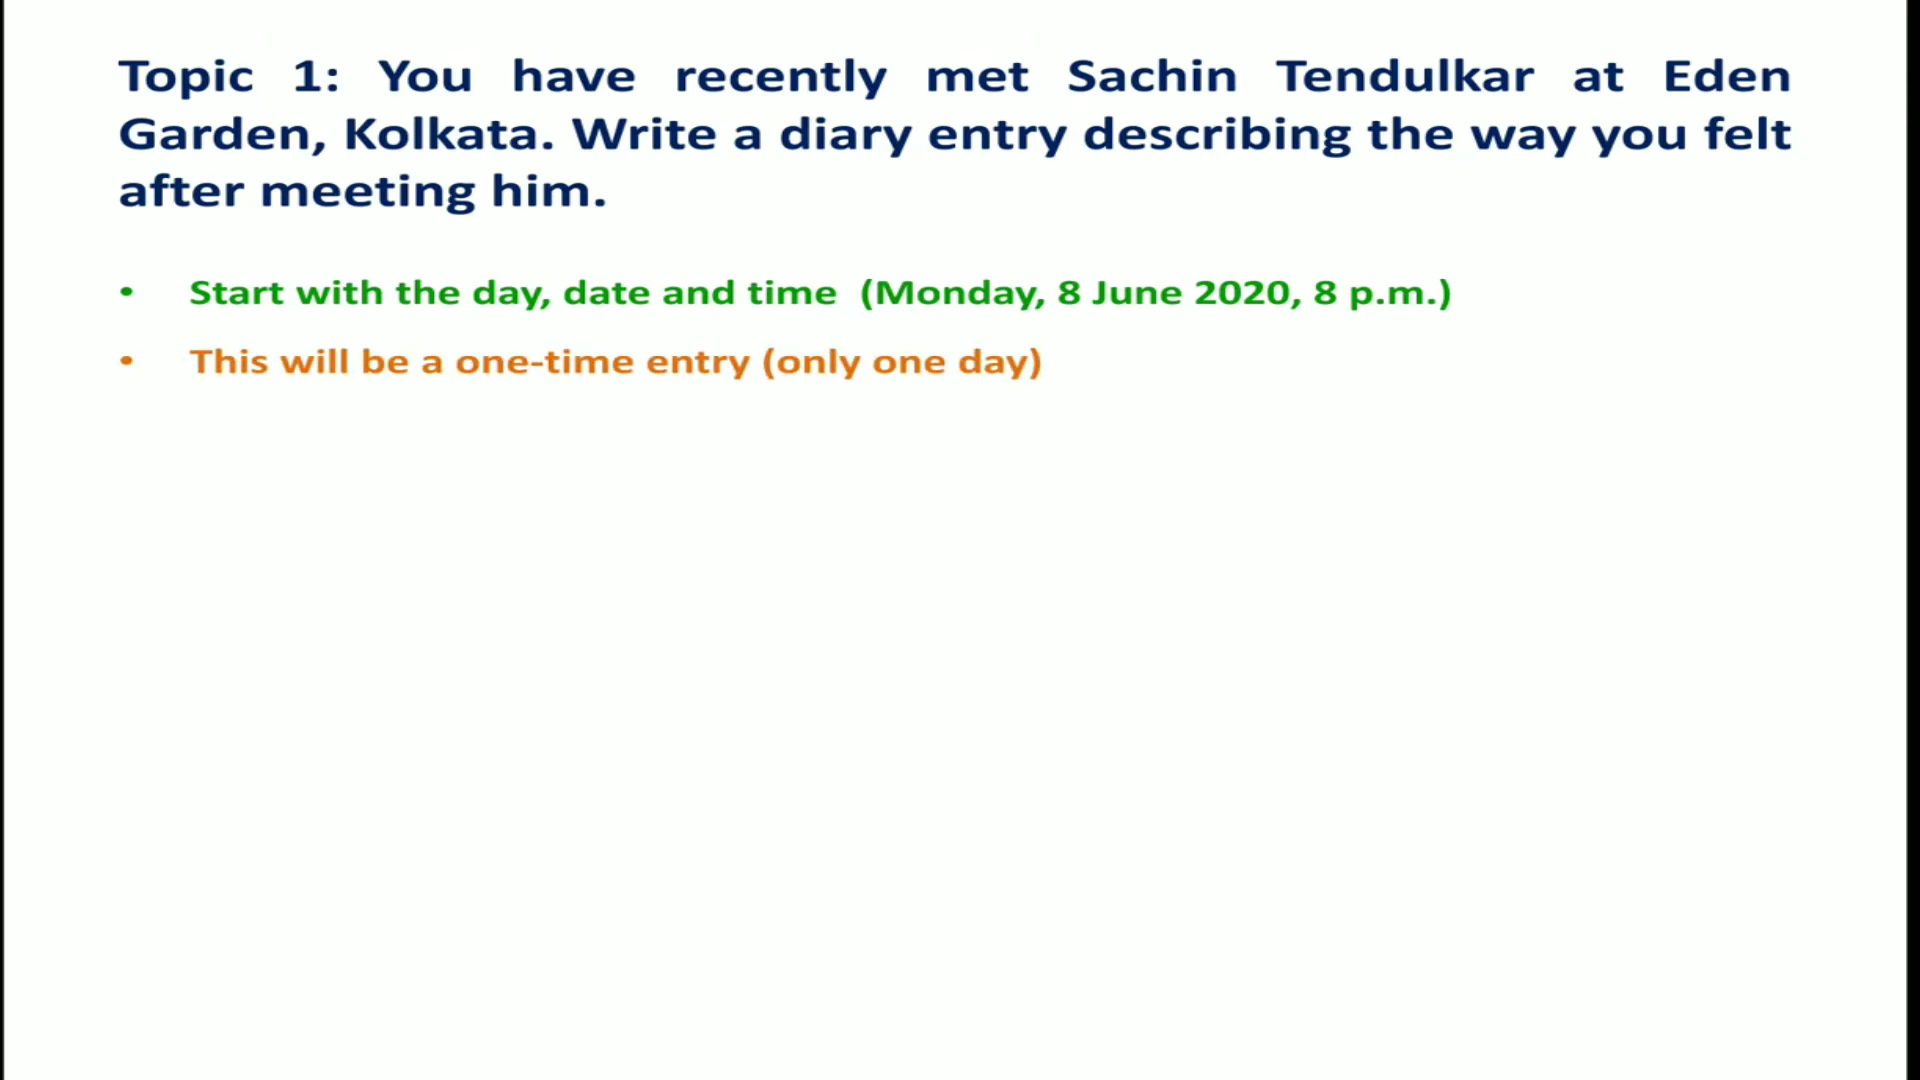 Topic 1: You have recently met Sachin Tendulkar at Eden
Garden, Kolkata. Write a diary entry describing the way you felt
after meeting him.
• Start with the day, date and time (Monday, 8 June 2020, 8 p.m.)
• This will be a one-time entry (only one day)